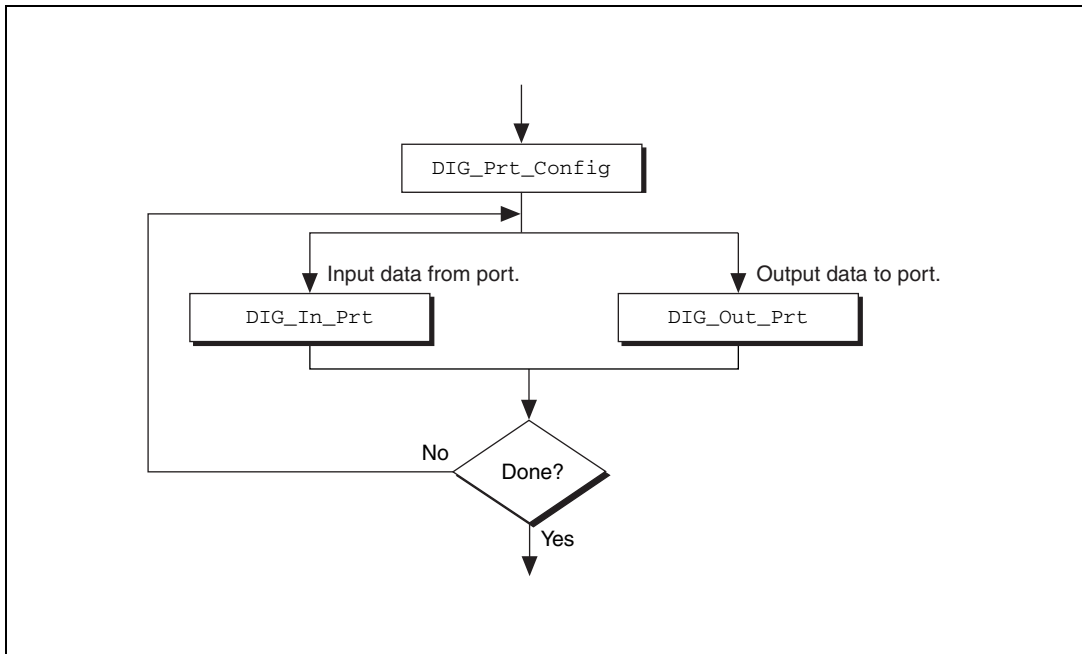 DIG_Prt_Config
Input data from port.
Output data to port.
DIG_In_Prt
DIG_Out_Prt
No
Done?
Yes